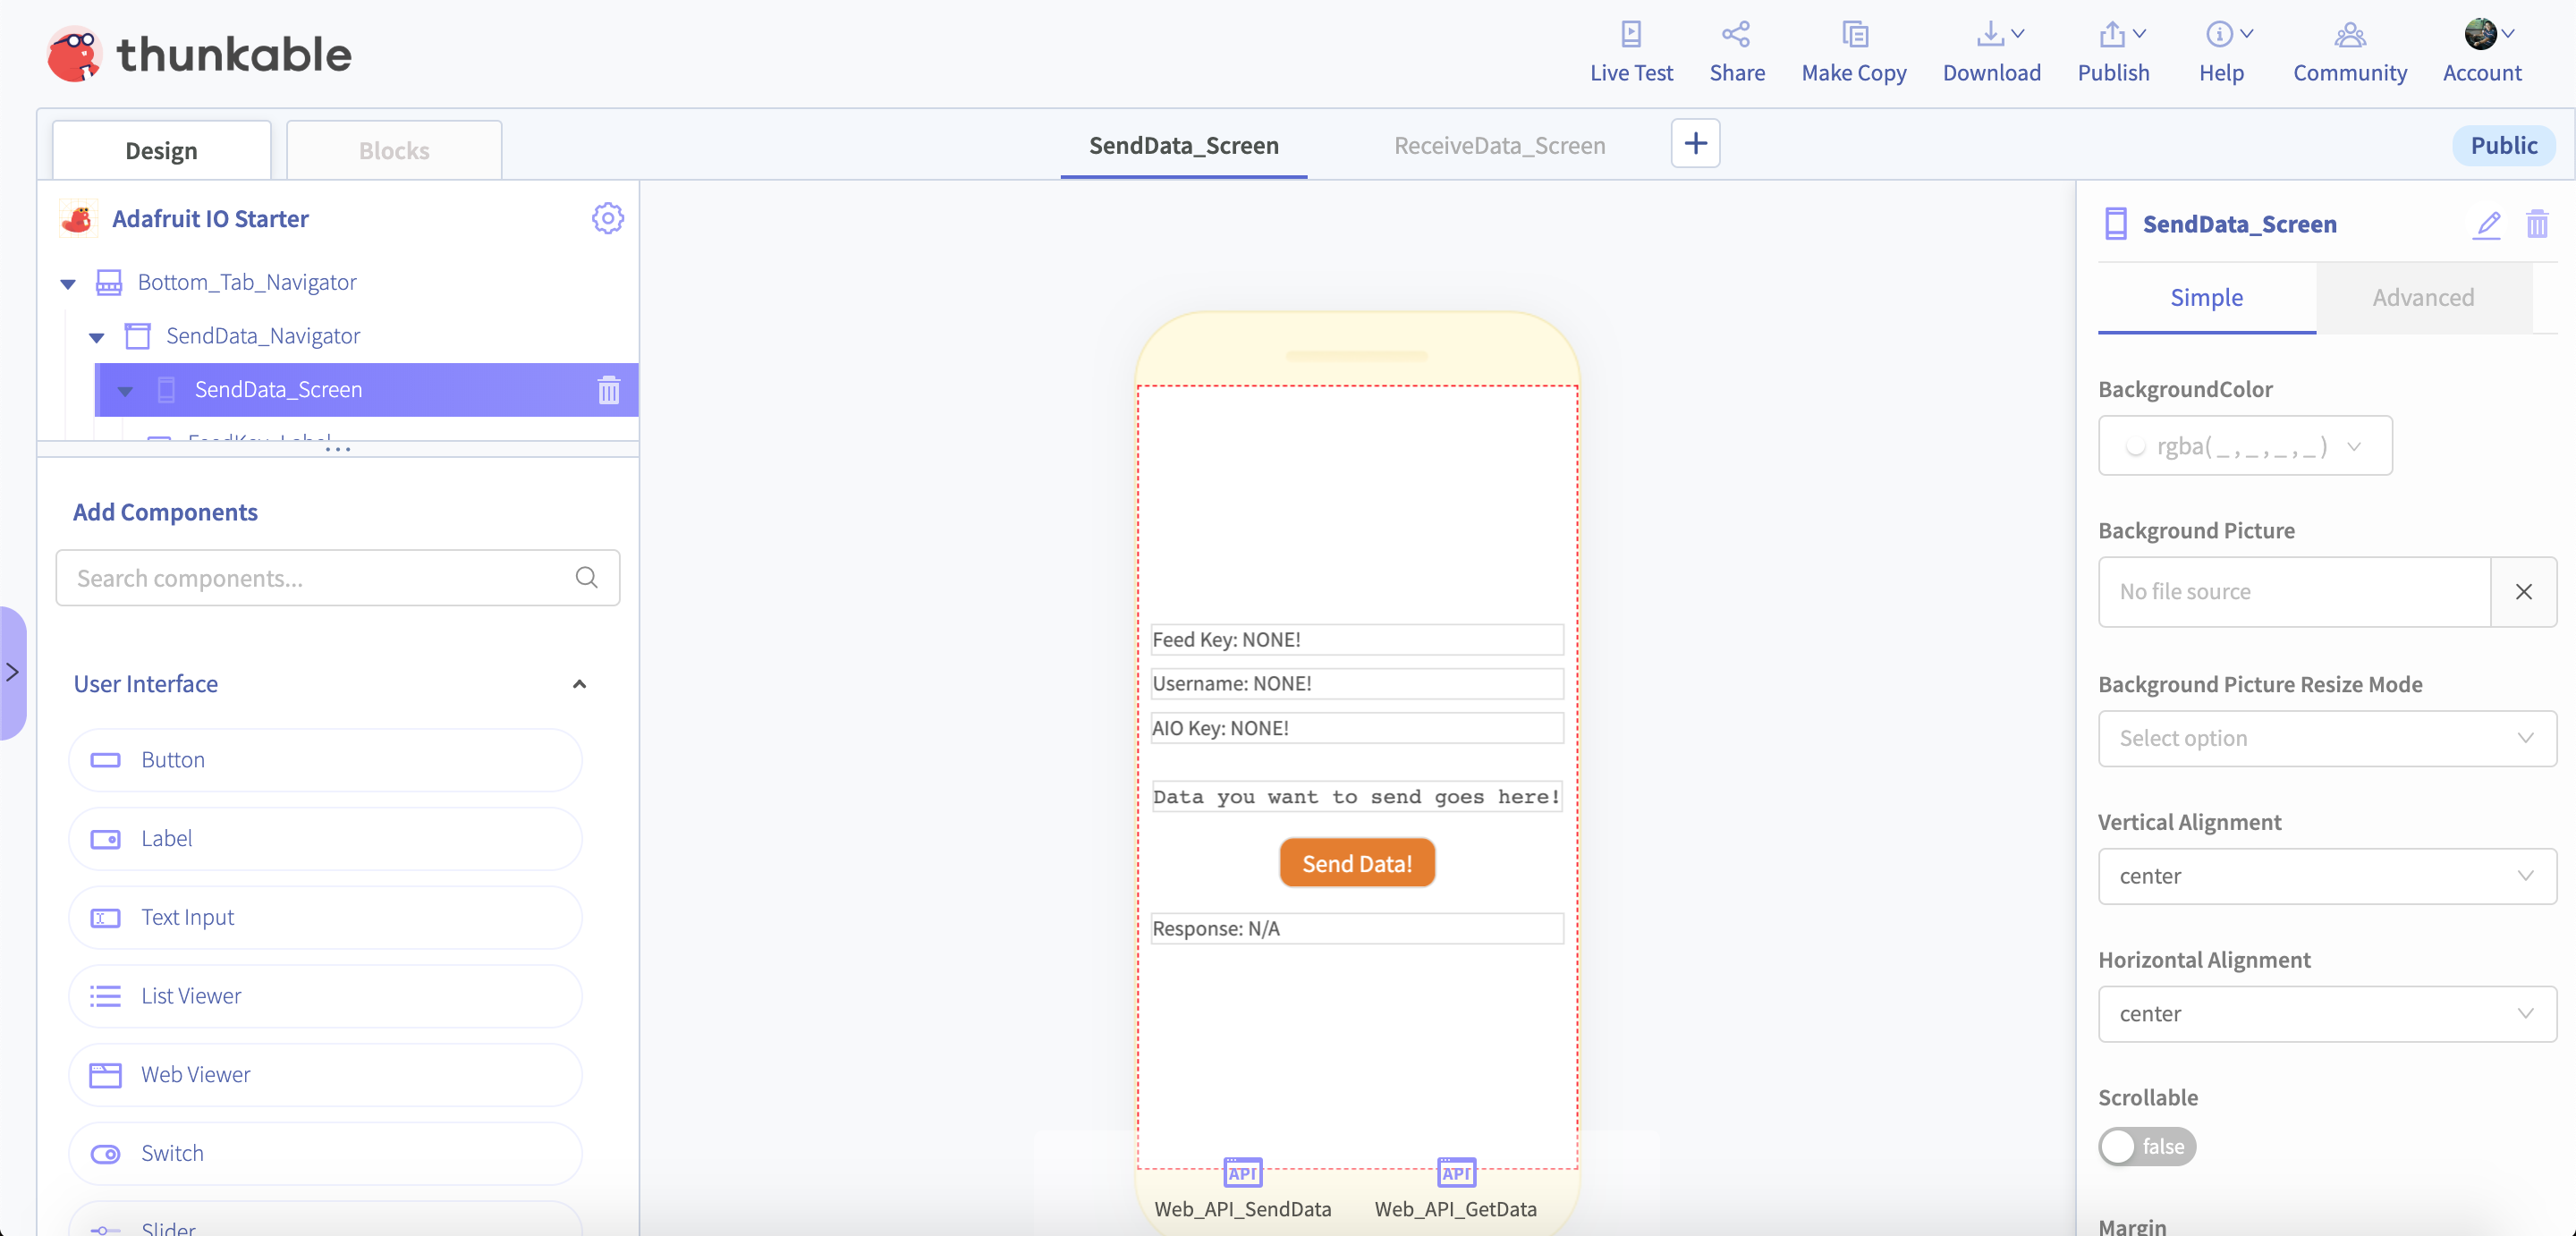 thunkable
Live Test
Share
Make Copy
Download
Publish
Help
Community
Account
Design
Blocks
SendData_Screen
ReceiveData_Screen
+
Public
Adafruit IO Starter
Bottom_Tab_Navigator
SendData_Navigator
SendData_Screen
FeedKey_Label
Add Components
Search components...
User Interface
Button
Label
Text Input
List Viewer
Web Viewer
Switch
Slider
Feed Key: NONE!
Username: NONE!
AIO Key: NONE!
Data you want to send goes here!
Send Data!
Response: N/A
API
Web_API_SendData
API
Web_API_GetData
SendData_Screen
Simple
Advanced
BackgroundColor
rgba( _ , _ , _ , _ )
Background Picture
No file source
Background Picture Resize Mode
Select option
Vertical Alignment
center
Horizontal Alignment
center
Scrollable
false
Margin